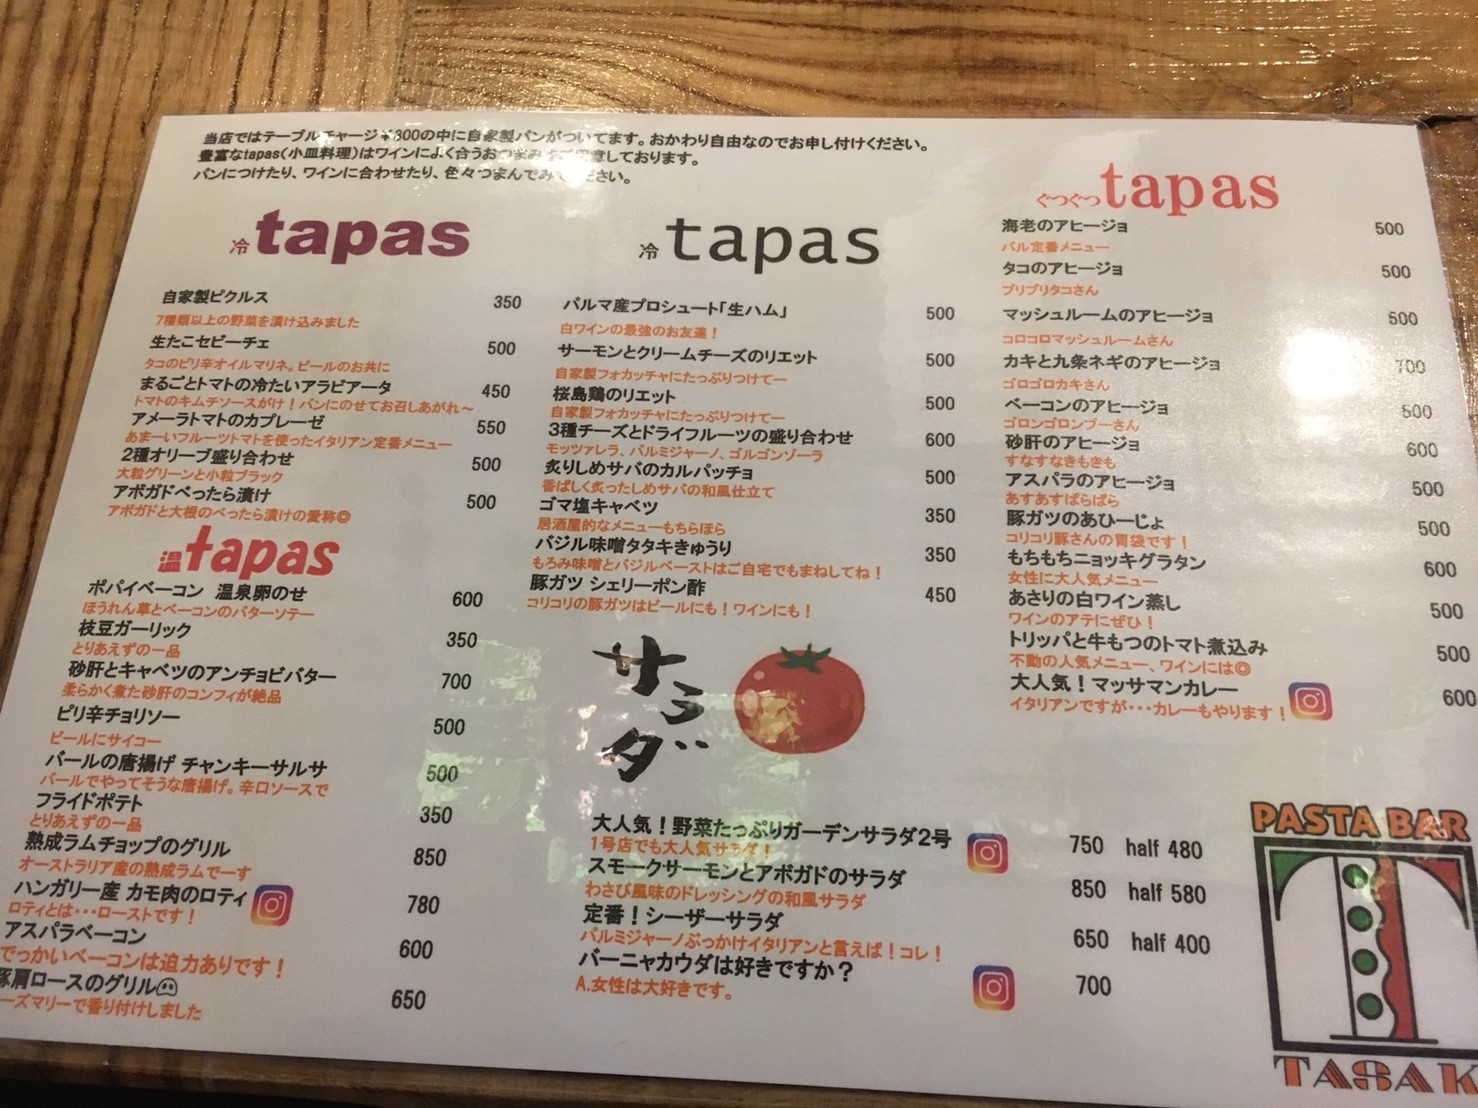 当店ではテーブルチャージ¥300の中に自家製パンがついてます。おかわり自由なのでお申し付けください。
豊富なtapas(小皿料理)はワインによく合うおつまみをご用意しております。
パンにつけたり、ワインに合わせたり、色々つまんでみてください。
冷tapas
自家製ピクルス 350
7種類以上の野菜を漬け込みました
生たこセビーチェ 500
タコのピリ辛オイルマリネ。ビールのお共に
まるごとトマトの冷たいアラビアータ 450
トマトのキムチソースがけ！パンにのせてお召しあがれ～
アメーラトマトのカプレーゼ 550
あまーいフルーツトマトを使ったイタリアン定番メニュー
2種オリーブ盛り合わせ 500
大粒グリーンと小粒ブラック
アボガドべったら漬け 500
アボガドと大根のべったら漬けの愛称◎
温tapas
ポパイベーコン 温泉卵のせ 600
ほうれん草とベーコンのバターソテー
枝豆ガーリック 350
とりあえずの一品
砂肝とキャベツのアンチョビバター 700
柔らかく煮た砂肝のコンフィが絶品
ピリ辛チョリソー 500
ビールにサイコー
バールの唐揚げ チャンキーサルサ 500
バールでやってそうな唐揚げ。辛口ソースで
フライドポテト 350
とりあえずの一品
熟成ラムチョップのグリル 850
オーストラリア産の熟成ラムでーす
ハンガリー産 カモ肉のロティ 780
ロティとは･･･ローストです！
アスパラベーコン 600
でっかいベーコンは迫力ありです！
豚肩ロースのグリル 650
ーズマリーで香り付けしました
冷tapas
パルマ産プロシュート｢生ハム｣ 500
白ワインの最強のお友達！
サーモンとクリームチーズのリエット 500
自家製フォカッチャにたっぷりつけてー
桜島鶏のリエット 500
自家製フォカッチャにたっぷりつけてー
3種チーズとドライフルーツの盛り合わせ 600
モッツァレラ、パルミジャーノ、ゴルゴンゾーラ
炙りしめサバのカルパッチョ 500
香ばしく炙ったしめサバの和風仕立て
ゴマ塩キャベツ 350
居酒屋的なメニューもちらほら
バジル味噌タタキきゅうり 350
もろみ味噌とバジルペーストはご自宅でもまねしてね！
豚ガツ シェリーポン酢 450
コリコリの豚ガツはビールにも！ワインにも！
サラダ
大人気！野菜たっぷりガーデンサラダ2号 750 half 480
1号店でも大人気サラダ！
スモークサーモンとアボガドのサラダ 850 half 580
わさび風味のドレッシングの和風サラダ
定番！シーザーサラダ 650 half 400
パルミジャーノぶっかけイタリアンと言えば！コレ！
バーニャカウダは好きですか？ 700
A.女性は大好きです。
ぐつぐつtapas
海老のアヒージョ 500
バル定番メニュー
タコのアヒージョ 500
プリプリタコさん
マッシュルームのアヒージョ 500
コロコロマッシュルームさん
カキと九条ネギのアヒージョ 700
ゴロゴロカキさん
ベーコンのアヒージョ 500
ゴロンゴロンブーさん
砂肝のアヒージョ 600
すなすなきもきも
アスパラのアヒージョ 500
あすあすぱらぱら
豚ガツのあひーじょ 500
コリコリ豚さんの胃袋です！
もちもちニョッキグラタン 600
女性に大人気メニュー
あさりの白ワイン蒸し 500
ワインのアテにぜひ！
トリッパと牛もつのトマト煮込み 500
不動の人気メニュー、ワインには◎
大人気！マッサマンカレー 600
イタリアンですが･･･カレーもやります！
PASTA BAR
TASAK